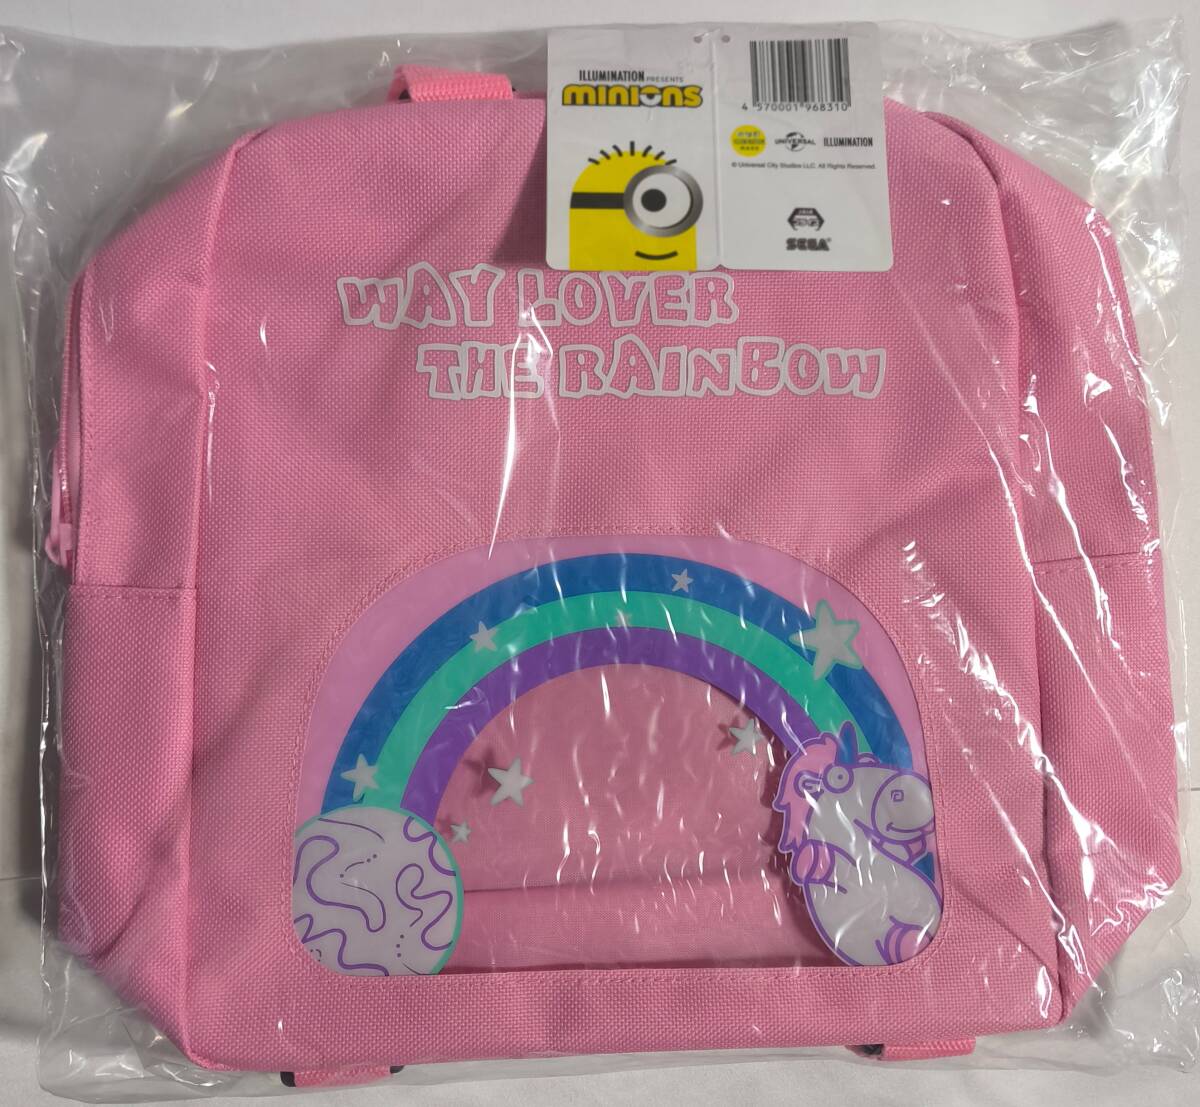 ILLUMINATION PRESENTS
minions
4 570001 968310
UNIVERSAL
ILLUMINATION
© Universal City Studios LLC. All Rights Reserved.
SEGA
WAY LOVER
THE RAINBOW